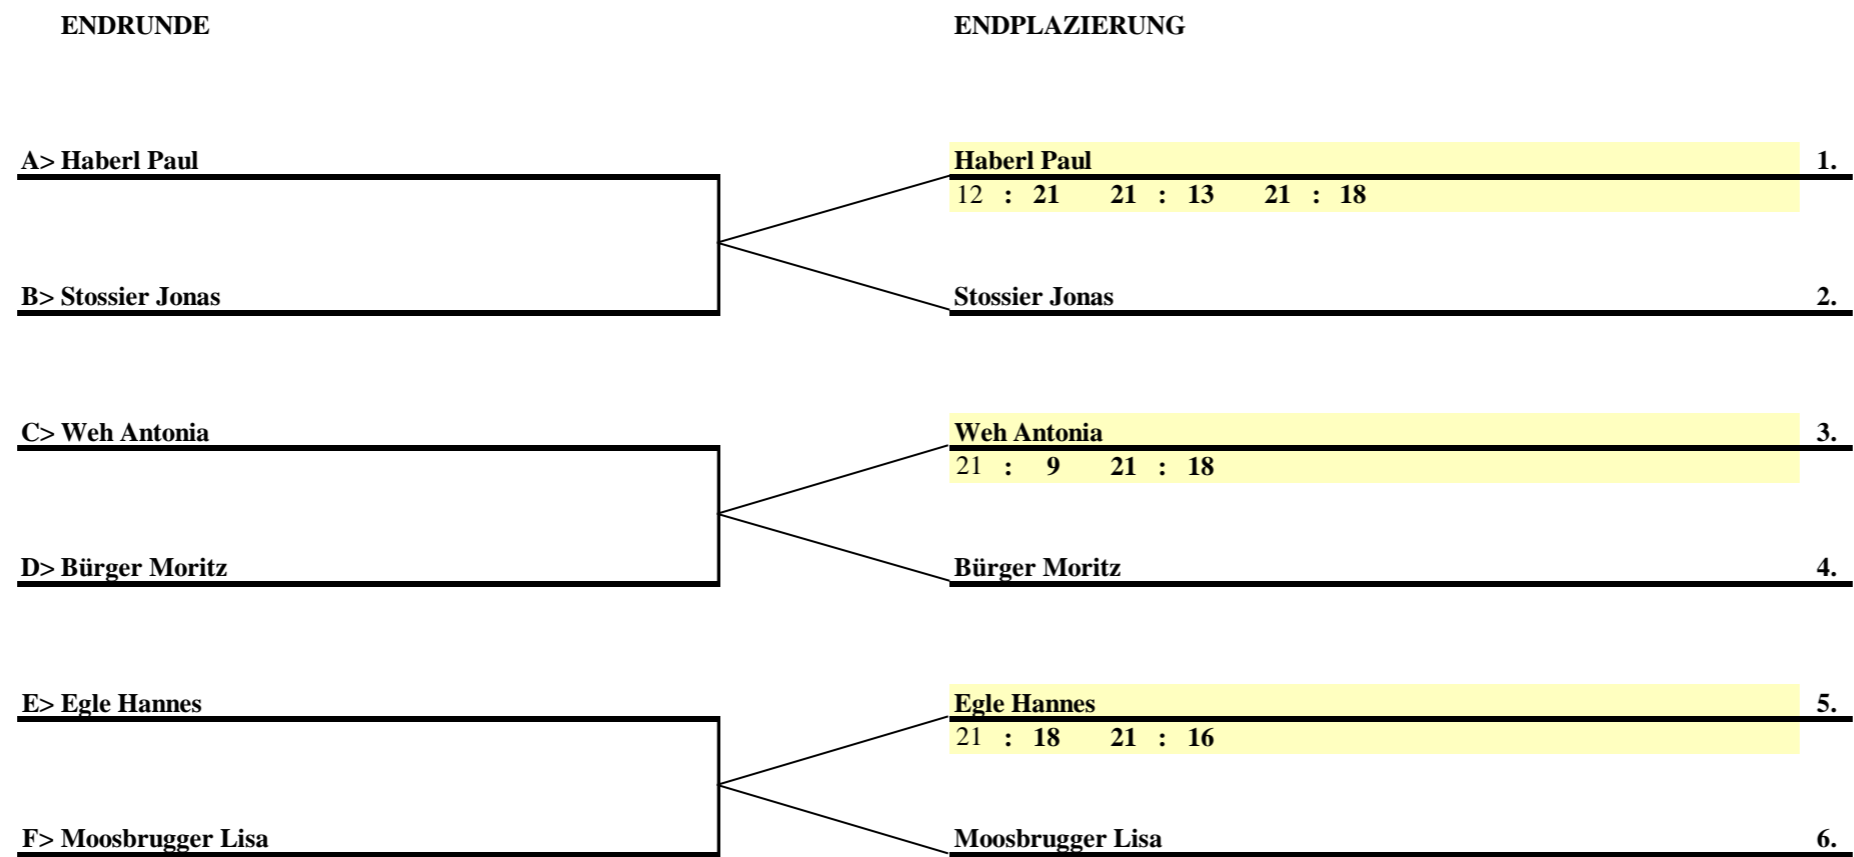 ENDRUNDE ENDPLAZIERUNG
A> Haberl Paul Haberl Paul 1.
12 : 21 21 : 13 21 : 18
B> Stossier Jonas Stossier Jonas 2.
C> Weh Antonia Weh Antonia 3.
21 : 9 21 : 18
D> Bürger Moritz Bürger Moritz 4.
E> Egle Hannes Egle Hannes 5.
21 : 18 21 : 16
F> Moosbrugger Lisa Moosbrugger Lisa 6.